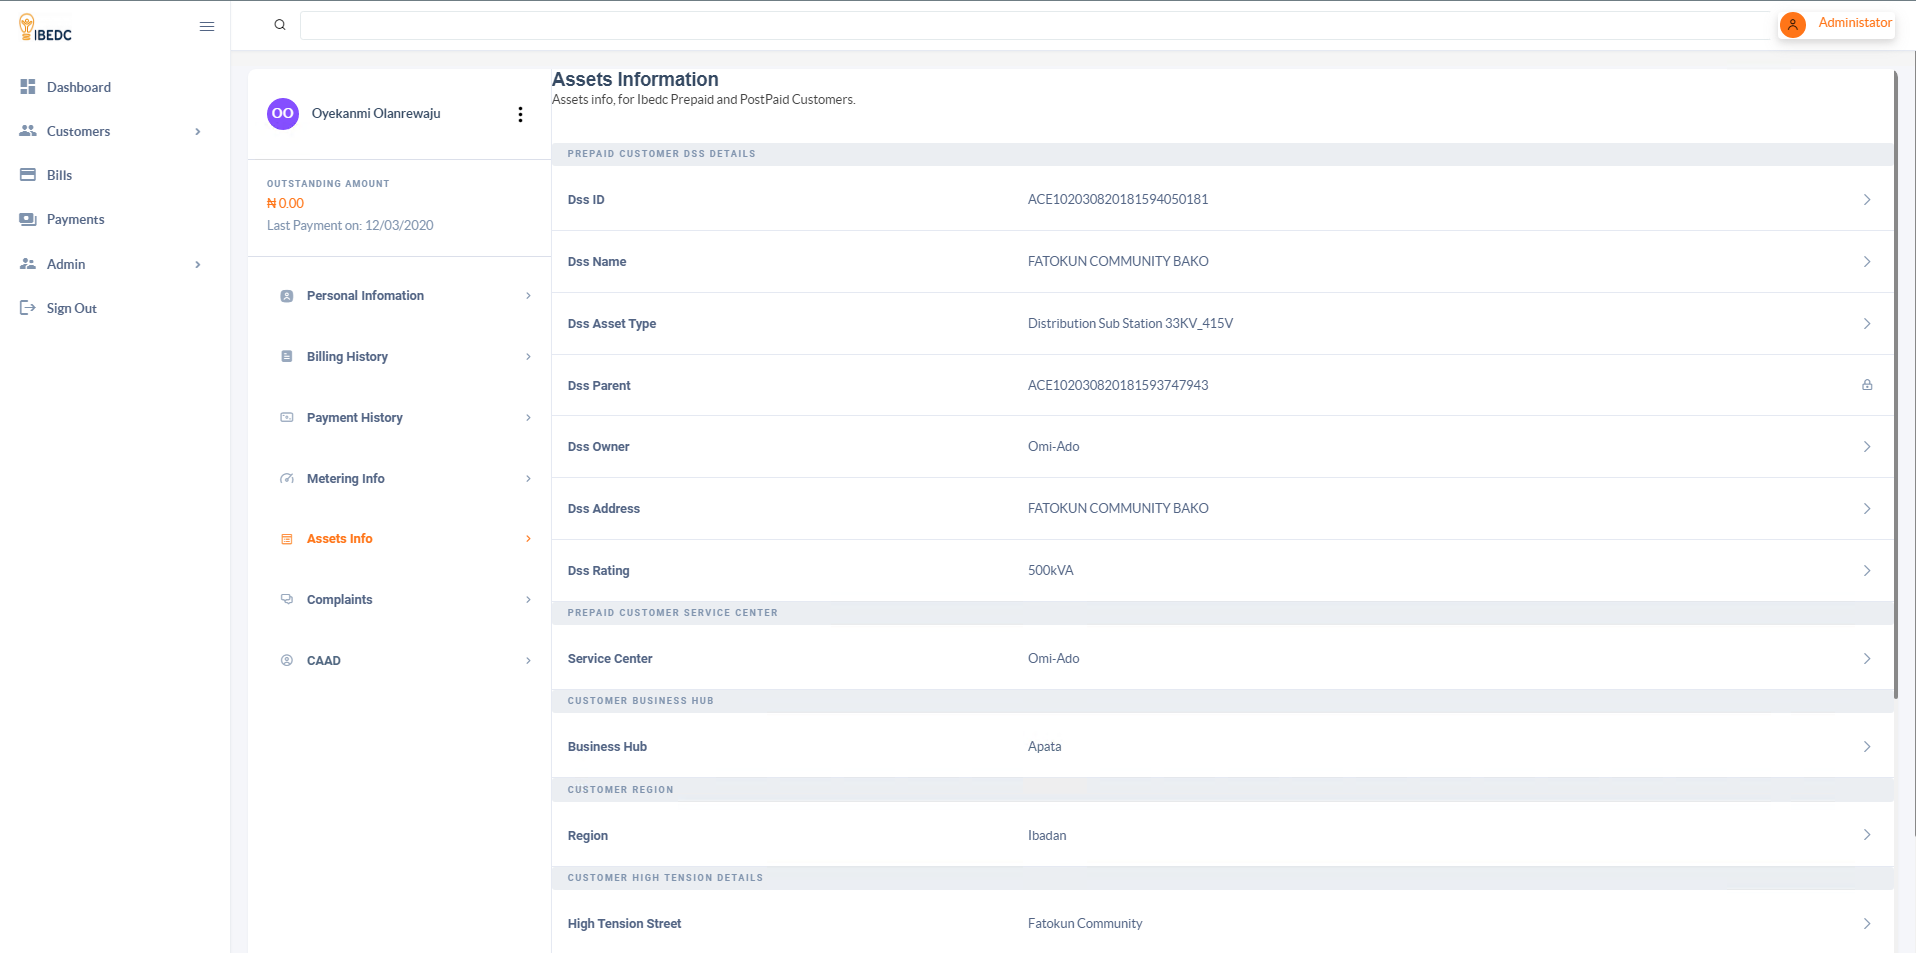 IBEDC
Administator
Dashboard
Customers
Bills
Payments
Admin
Sign Out
OO
Oyekanmi Olanrewaju
OUTSTANDING AMOUNT
₦ 0.00
Last Payment on: 12/03/2020
Personal Infomation
Billing History
Payment History
Metering Info
Assets Info
Complaints
CAAD
Assets Information
Assets info, for Ibedc Prepaid and PostPaid Customers.
PREPAID CUSTOMER DSS DETAILS
Dss ID ACE102030820181594050181
Dss Name FATOKUN COMMUNITY BAKO
Dss Asset Type Distribution Sub Station 33KV_415V
Dss Parent ACE102030820181593747943
Dss Owner Omi-Ado
Dss Address FATOKUN COMMUNITY BAKO
Dss Rating 500kVA
PREPAID CUSTOMER SERVICE CENTER
Service Center Omi-Ado
CUSTOMER BUSINESS HUB
Business Hub Apata
CUSTOMER REGION
Region Ibadan
CUSTOMER HIGH TENSION DETAILS
High Tension Street Fatokun Community